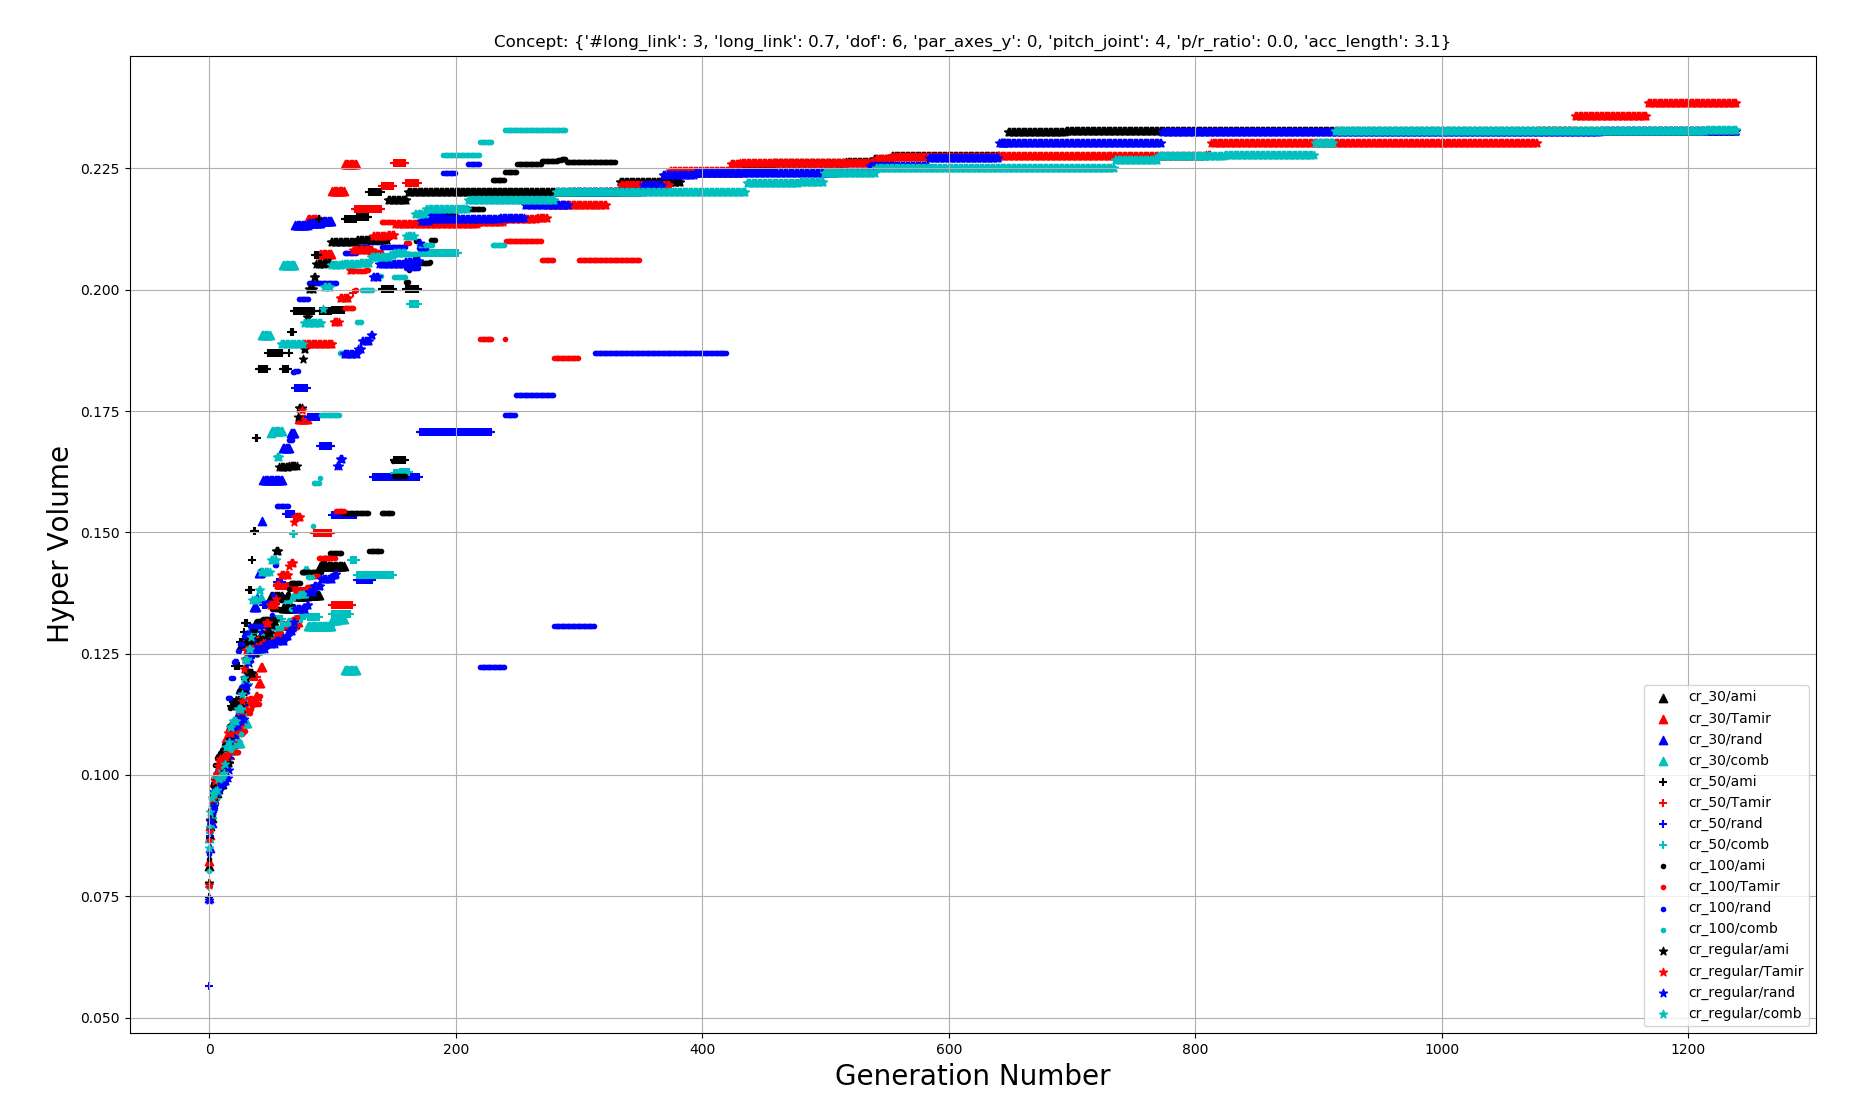 Concept: {'#long_link': 3, 'long_link': 0.7, 'dof': 6, 'par_axes_y': 0, 'pitch_joint': 4, 'p/r_ratio': 0.0, 'acc_length': 3.1}
Hyper Volume
0.225
0.200
0.175
0.150
0.125
0.100
0.075
0.050
cr_30/ami
cr_30/Tamir
cr_30/rand
cr_30/comb
cr_50/ami
cr_50/Tamir
cr_50/rand
cr_50/comb
cr_100/ami
cr_100/Tamir
cr_100/rand
cr_100/comb
cr_regular/ami
cr_regular/Tamir
cr_regular/rand
cr_regular/comb
0 200 400 600 800 1000 1200
Generation Number